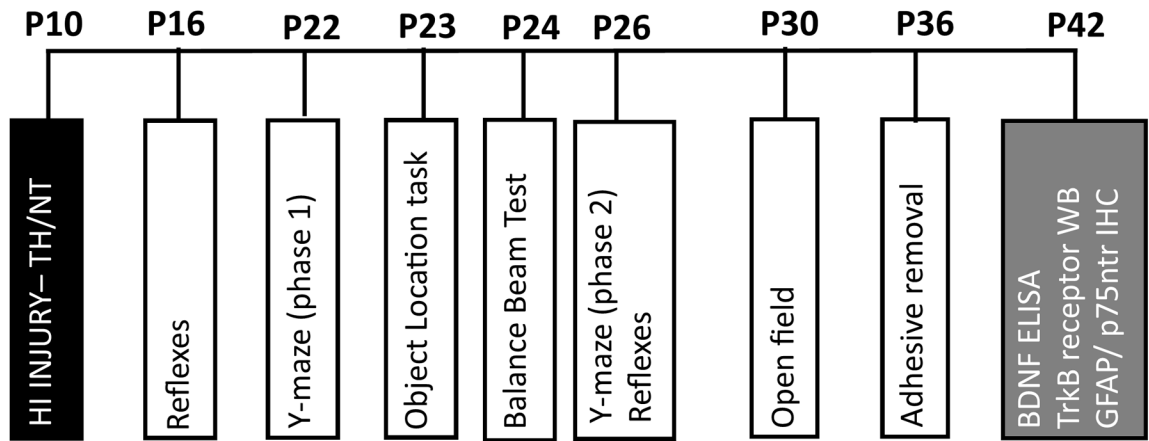 P10 P16 P22 P23 P24 P26 P30 P36 P42
HI INJURY– TH/NT
Reflexes
Y-maze (phase 1)
Object Location task
Balance Beam Test
Y-maze (phase 2)
Reflexes
Open field
Adhesive removal
BDNF ELISA
TrkB receptor WB
GFAP/ p75ntr IHC